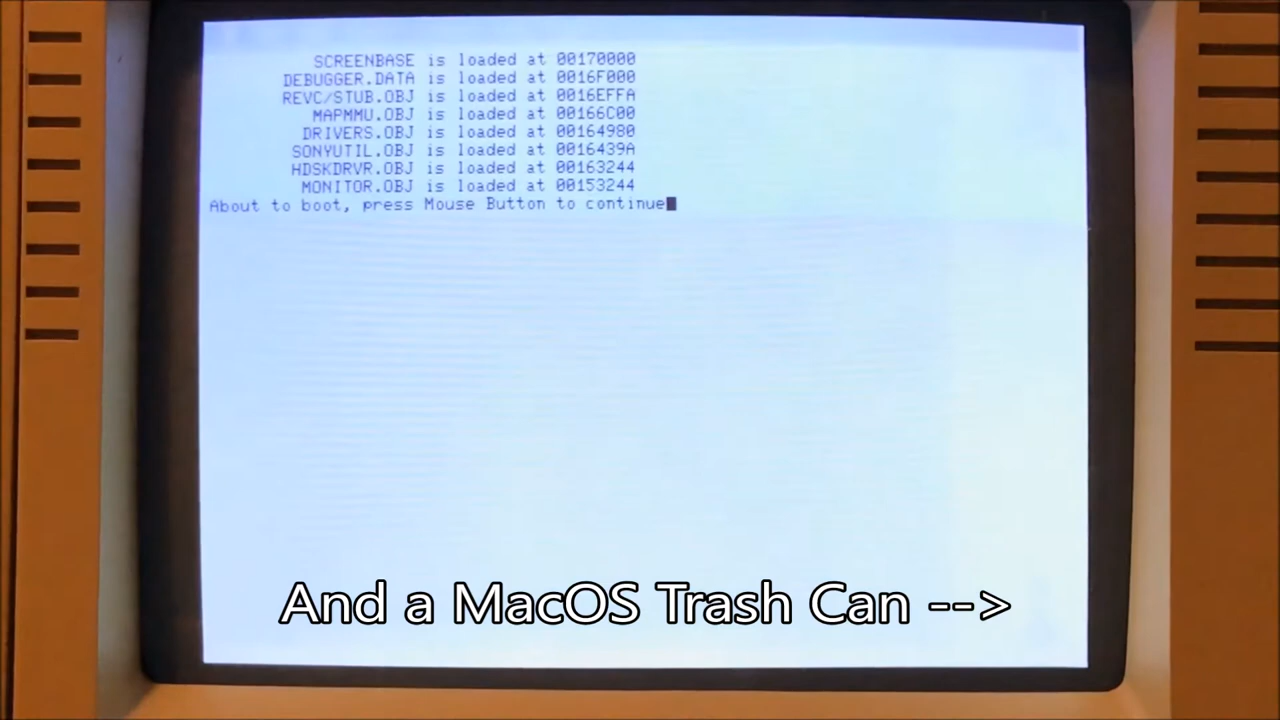 SCREENBASE is loaded at 00170000
DEBUGGER.DATA is loaded at 0016F000
REVC/STUB.OBJ is loaded at 0016EFFA
MAPMMU.OBJ is loaded at 00166C00
DRIVERS.OBJ is loaded at 00164980
SONYUTIL.OBJ is loaded at 0016439A
HDSKDRVR.OBJ is loaded at 00163244
MONITOR.OBJ is loaded at 00153244
About to boot, press Mouse Button to continue
And a MacOS Trash Can -->